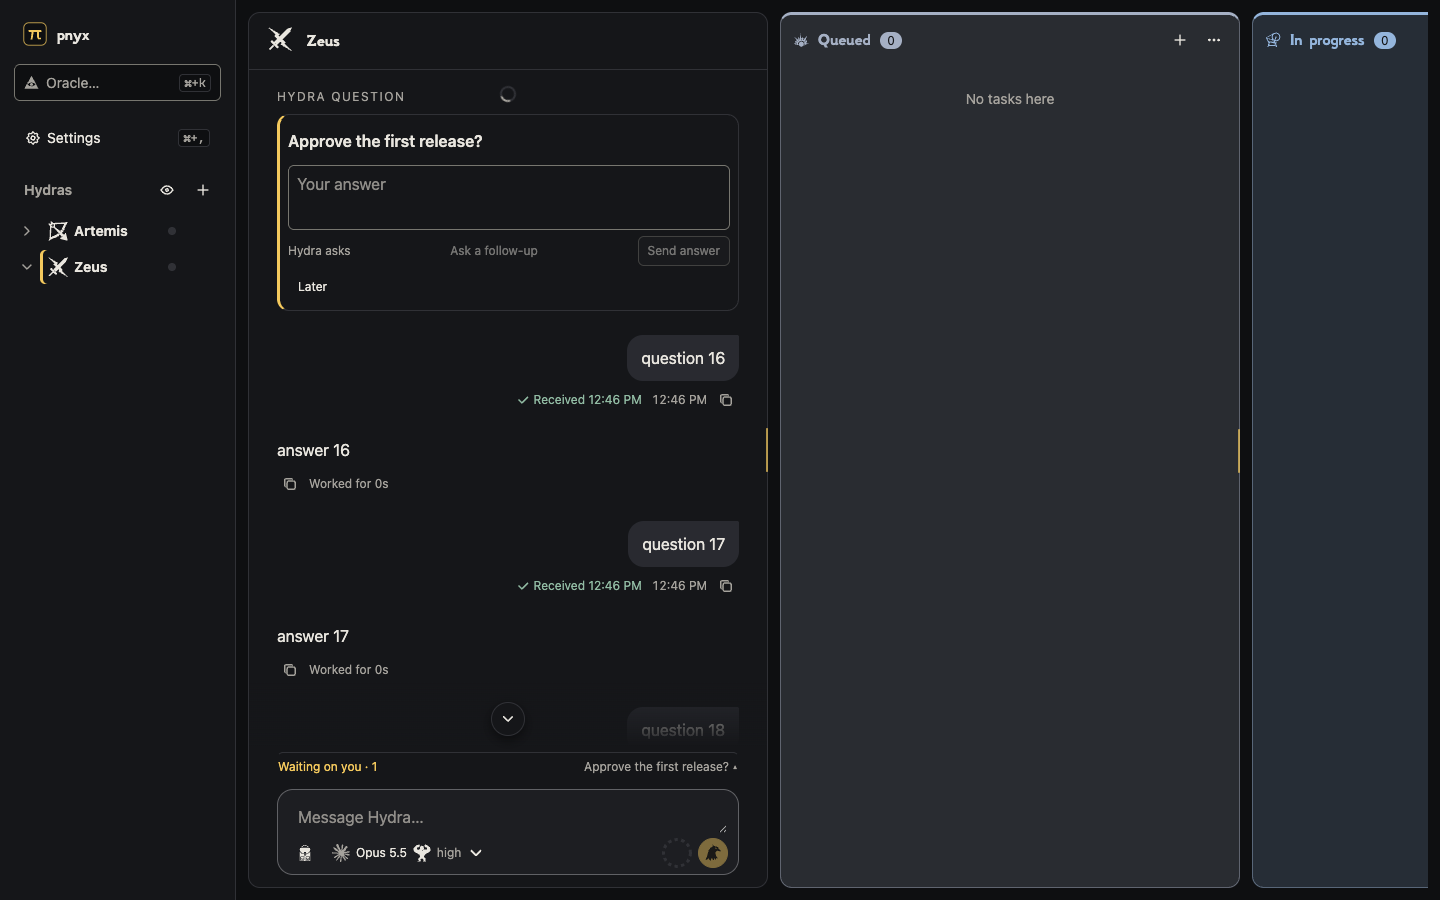 π pnyx
Oracle... ⌘+K
Settings ⌘+,
Hydras
Artemis
Zeus
Zeus
HYDRA QUESTION
Approve the first release?
Your answer
Hydra asks Ask a follow-up Send answer
Later
question 16
Received 12:46 PM 12:46 PM
answer 16
Worked for 0s
question 17
Received 12:46 PM 12:46 PM
answer 17
Worked for 0s
question 18
Waiting on you · 1 Approve the first release?
Message Hydra...
Opus 5.5 high
Queued 0
No tasks here
In progress 0